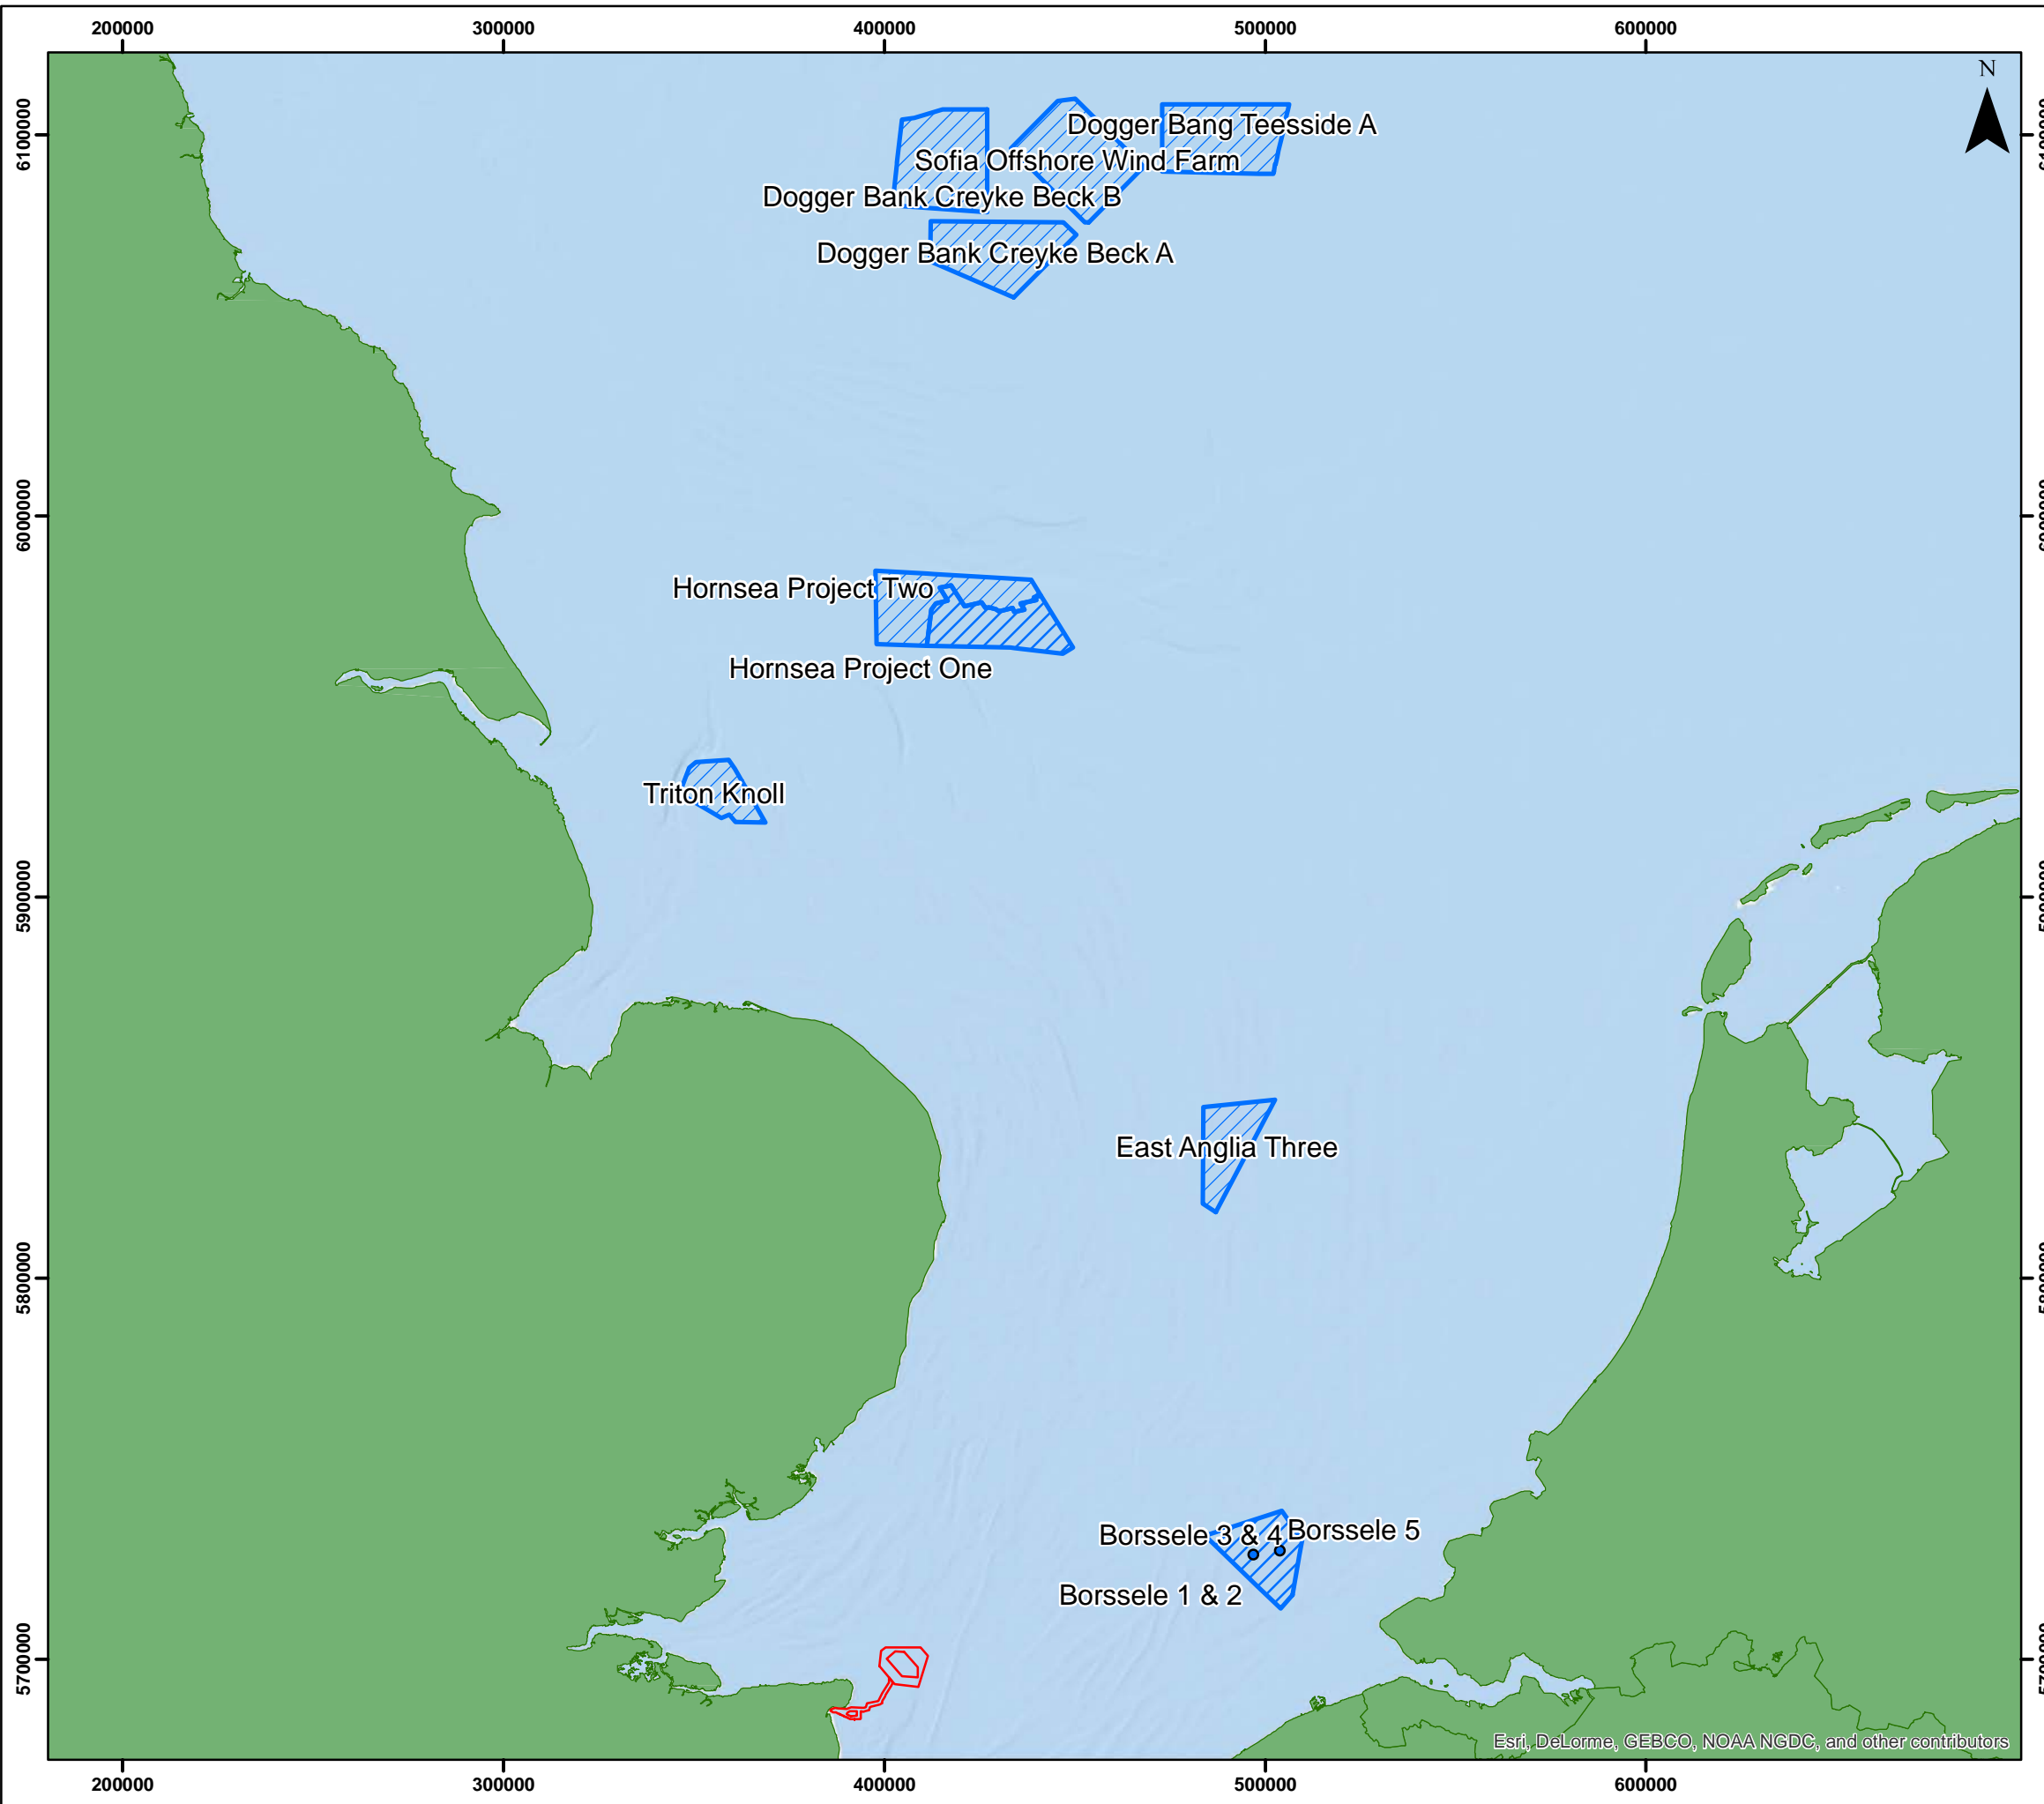 200000 300000 400000 500000 600000
N
6100000
Dogger Bang Teesside A
Sofia Offshore Wind Farm
Dogger Bank Creyke Beck B
Dogger Bank Creyke Beck A
6000000
Hornsea Project Two
Hornsea Project One
Triton Knoll
5900000
East Anglia Three
5800000
Borssele 5
Borssele 3 & 4
Borssele 1 & 2
5700000
Esri, DeLorme, GEBCO, NOAA NGDC, and other contributors
200000 300000 400000 500000 600000